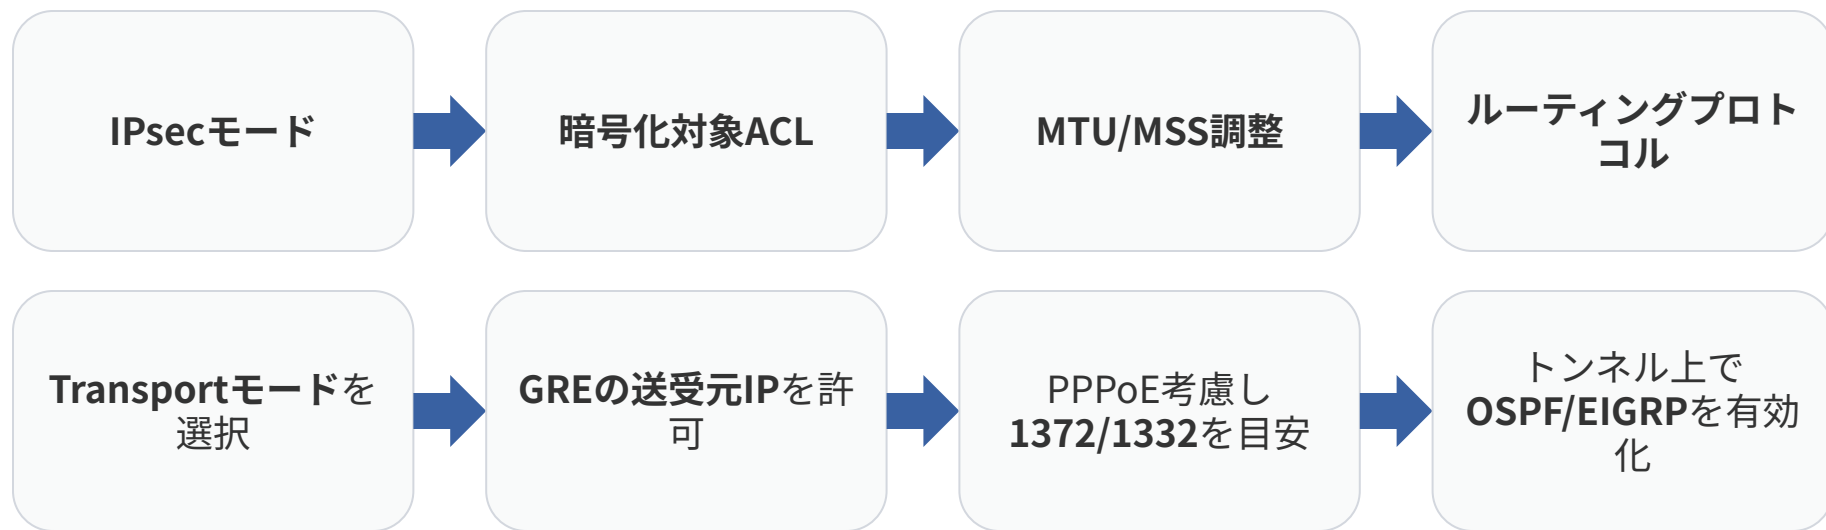 IPsecモード
暗号化対象ACL
MTU/MSS調整
ルーティングプロト
コル
Transportモードを
選択
GREの送受元IPを許
可
PPPoE考慮し
1372/1332を目安
トンネル上で
OSPF/EIGRPを有効
化